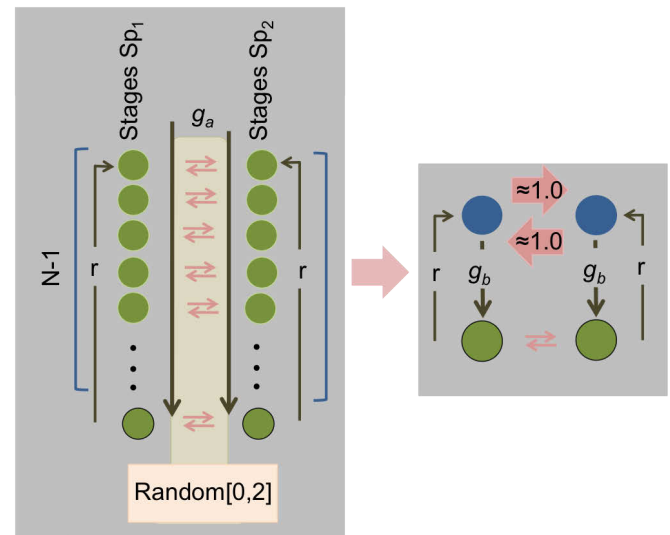 Stages Sp1
Stages Sp2
ga
N-1
r
r
Random[0,2]
≈1.0
≈1.0
r
gb
gb
r